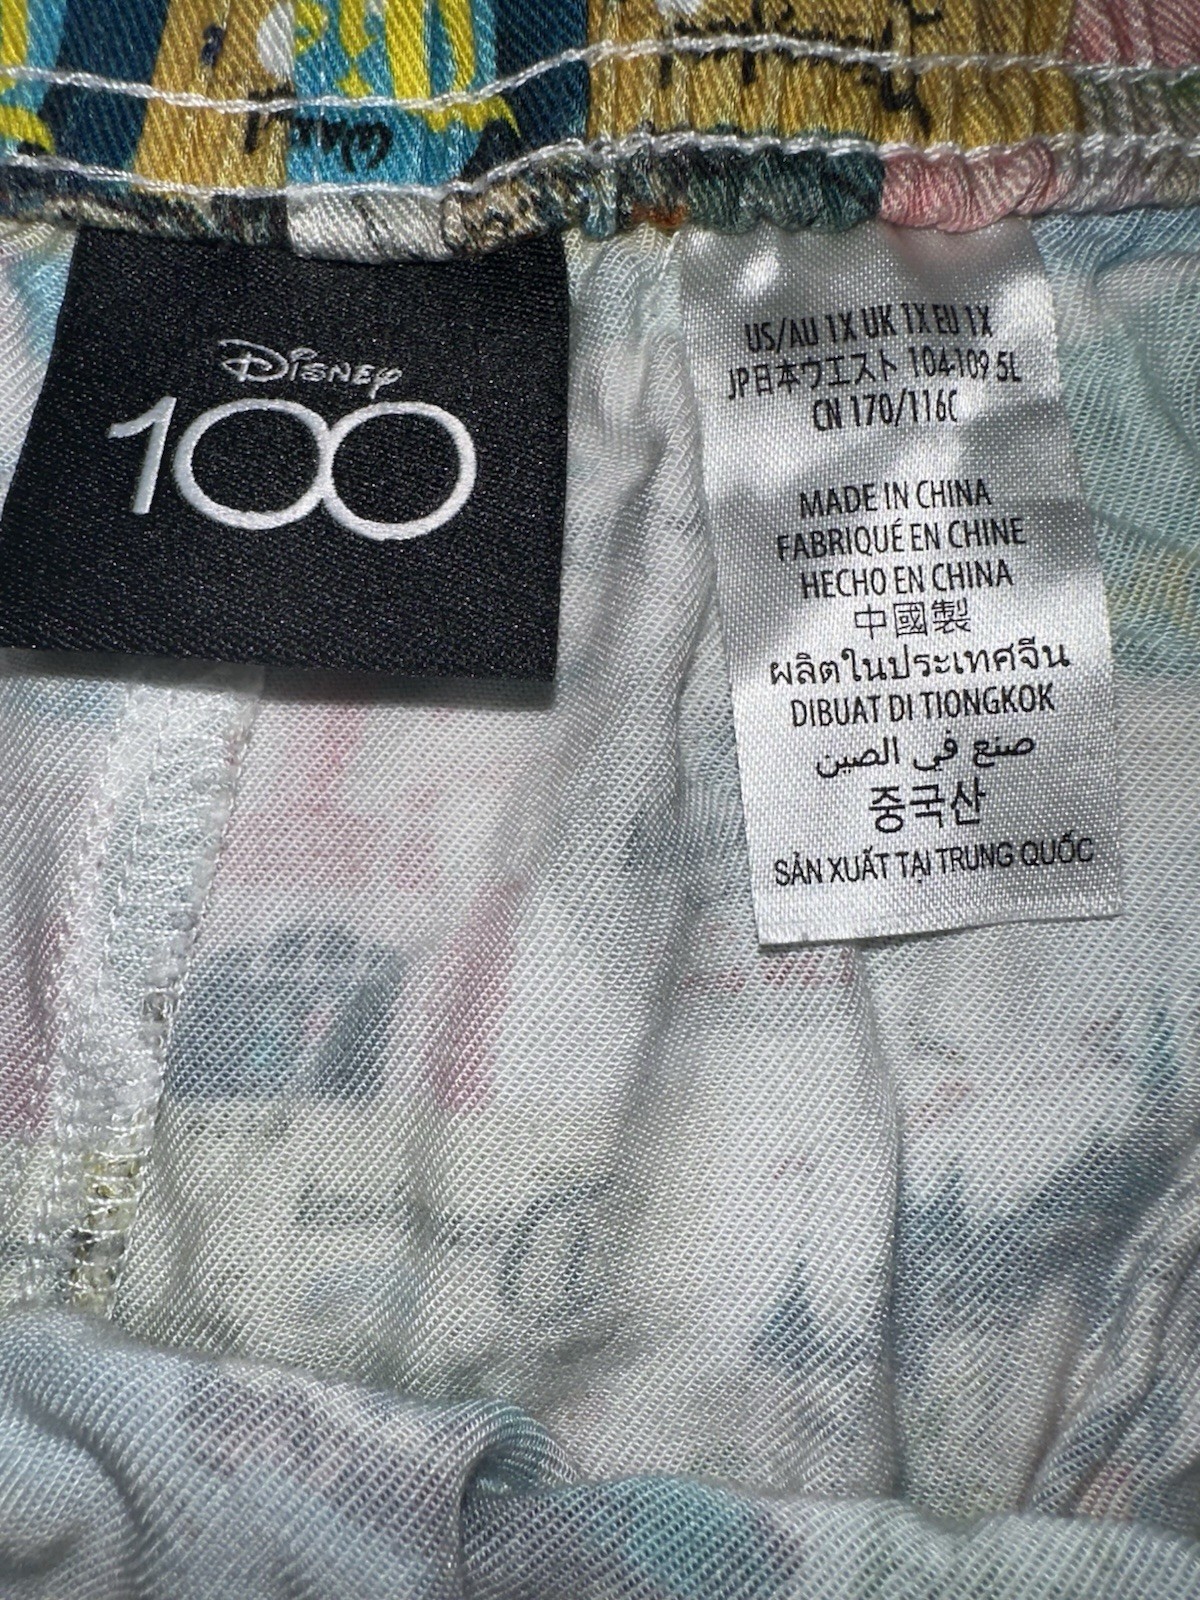 Disney
100
US/AU 1X UK 1X EU 1X
JP日本ウエスト 104-109 5L
CN 170/116C
MADE IN CHINA
FABRIQUÉ EN CHINE
HECHO EN CHINA
中國製
ผลิตในประเทศจีน
DIBUAT DI TIONGKOK
صنع في الصين
중국산
SẢN XUẤT TẠI TRUNG QUỐC